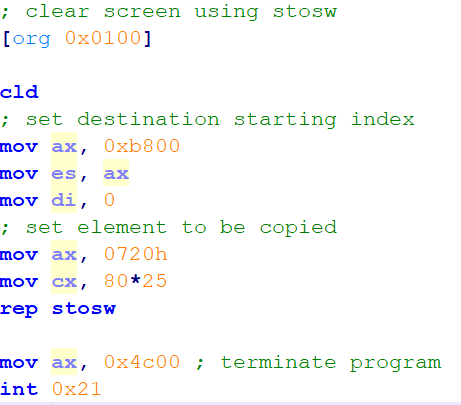 ; clear screen using stosw
[org 0x0100]
cld
; set destination starting index
mov ax, 0xb800
mov es, ax
mov di, 0
; set element to be copied
mov ax, 0720h
mov cx, 80*25
rep stosw
mov ax, 0x4c00 ; terminate program
int 0x21